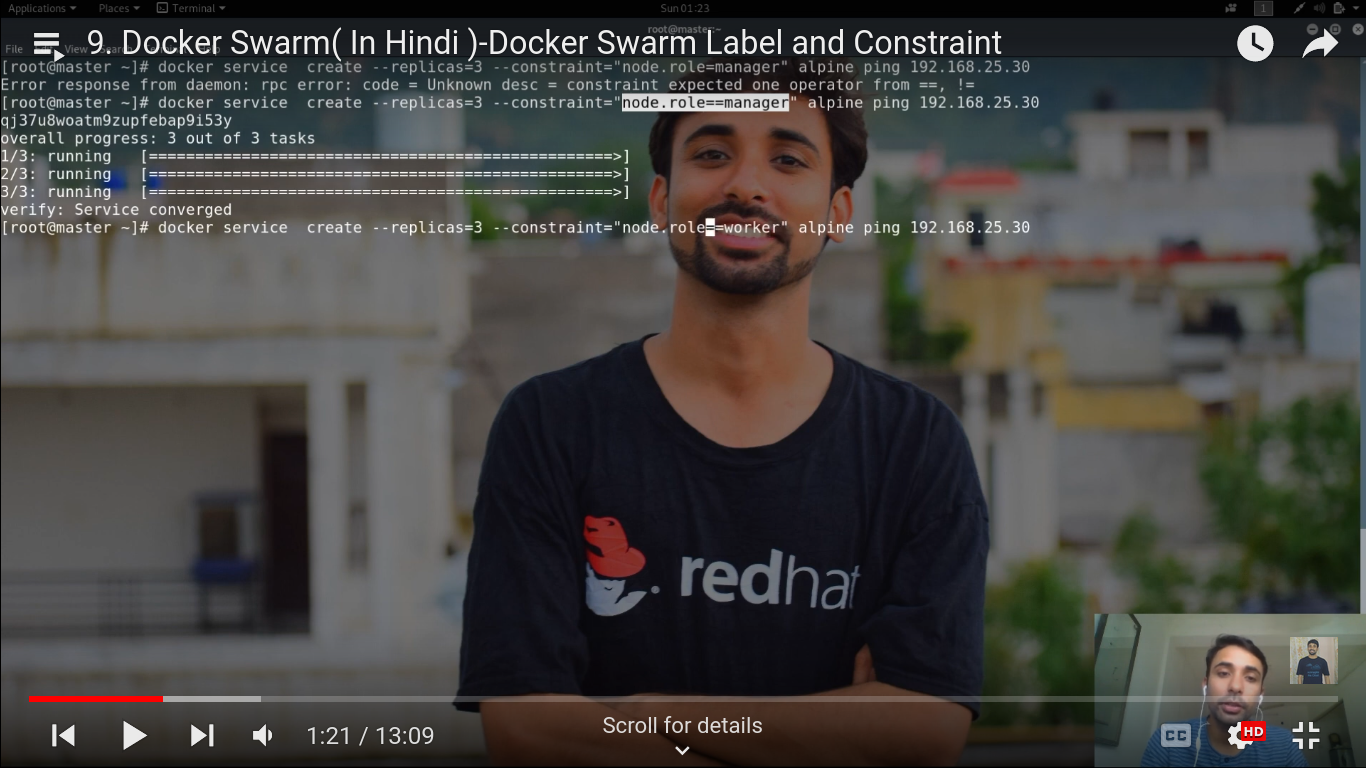 Applications Places Terminal Sun 01:23 1
root@master:~
9. Docker Swarm( In Hindi )-Docker Swarm Label and Constraint
File View
[root@master ~]# docker service  create --replicas=3 --constraint="node.role=manager" alpine ping 192.168.25.30
Error response from daemon: rpc error: code = Unknown desc = constraint expected one operator from ==, !=
[root@master ~]# docker service  create --replicas=3 --constraint="node.role==manager" alpine ping 192.168.25.30
qj37u8woatm9zupfebap9i53y
overall progress: 3 out of 3 tasks
1/3: running   [==================================================>]
2/3: running   [==================================================>]
3/3: running   [==================================================>]
verify: Service converged
[root@master ~]# docker service  create --replicas=3 --constraint="node.role==worker" alpine ping 192.168.25.30
redhat
Scroll for details
1:21 / 13:09
CC
HD